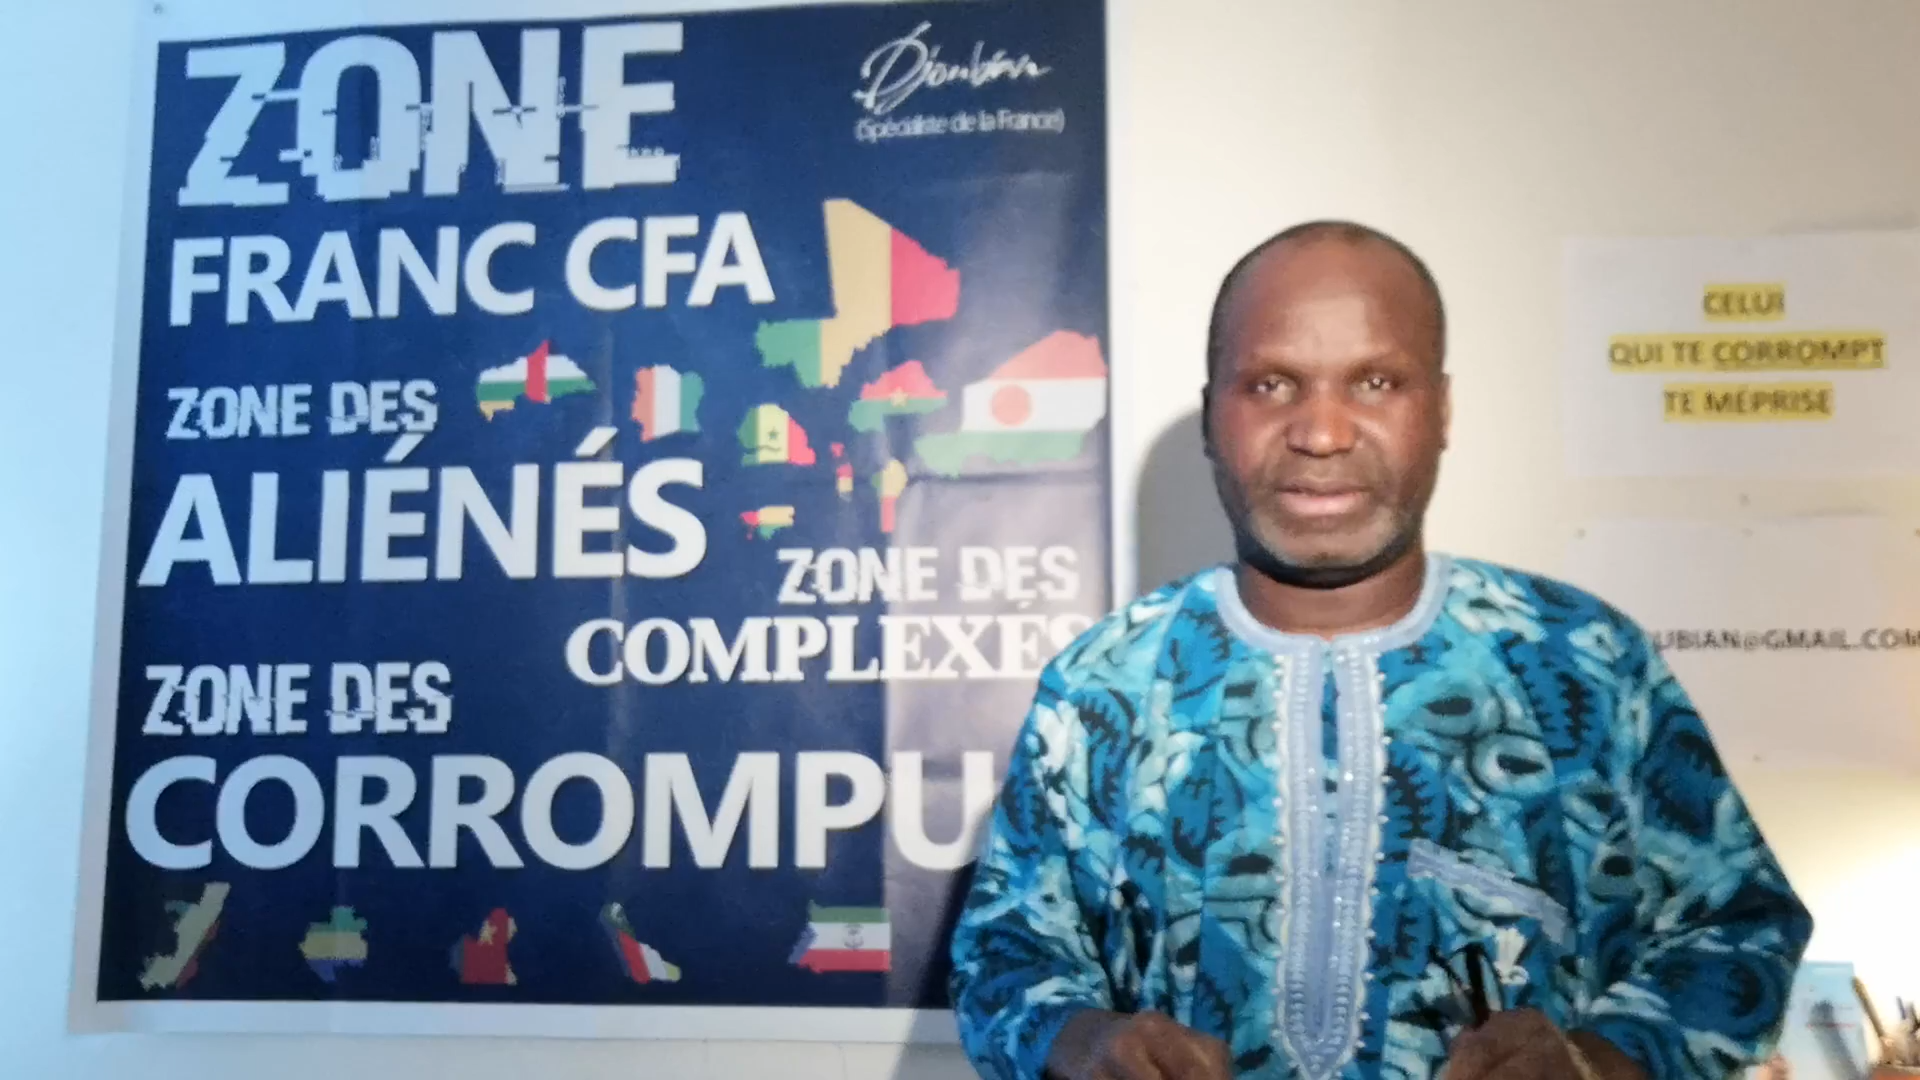 ZONE
Djoubian
(Spécialiste de la France)
FRANC CFA
ZONE DES
ALIÉNÉS
ZONE DES
COMPLEXÉS
ZONE DES
CORROMPU
CELUI
QUI TE CORROMPT
TE MÉPRISE
UBIAN@GMAIL.COM